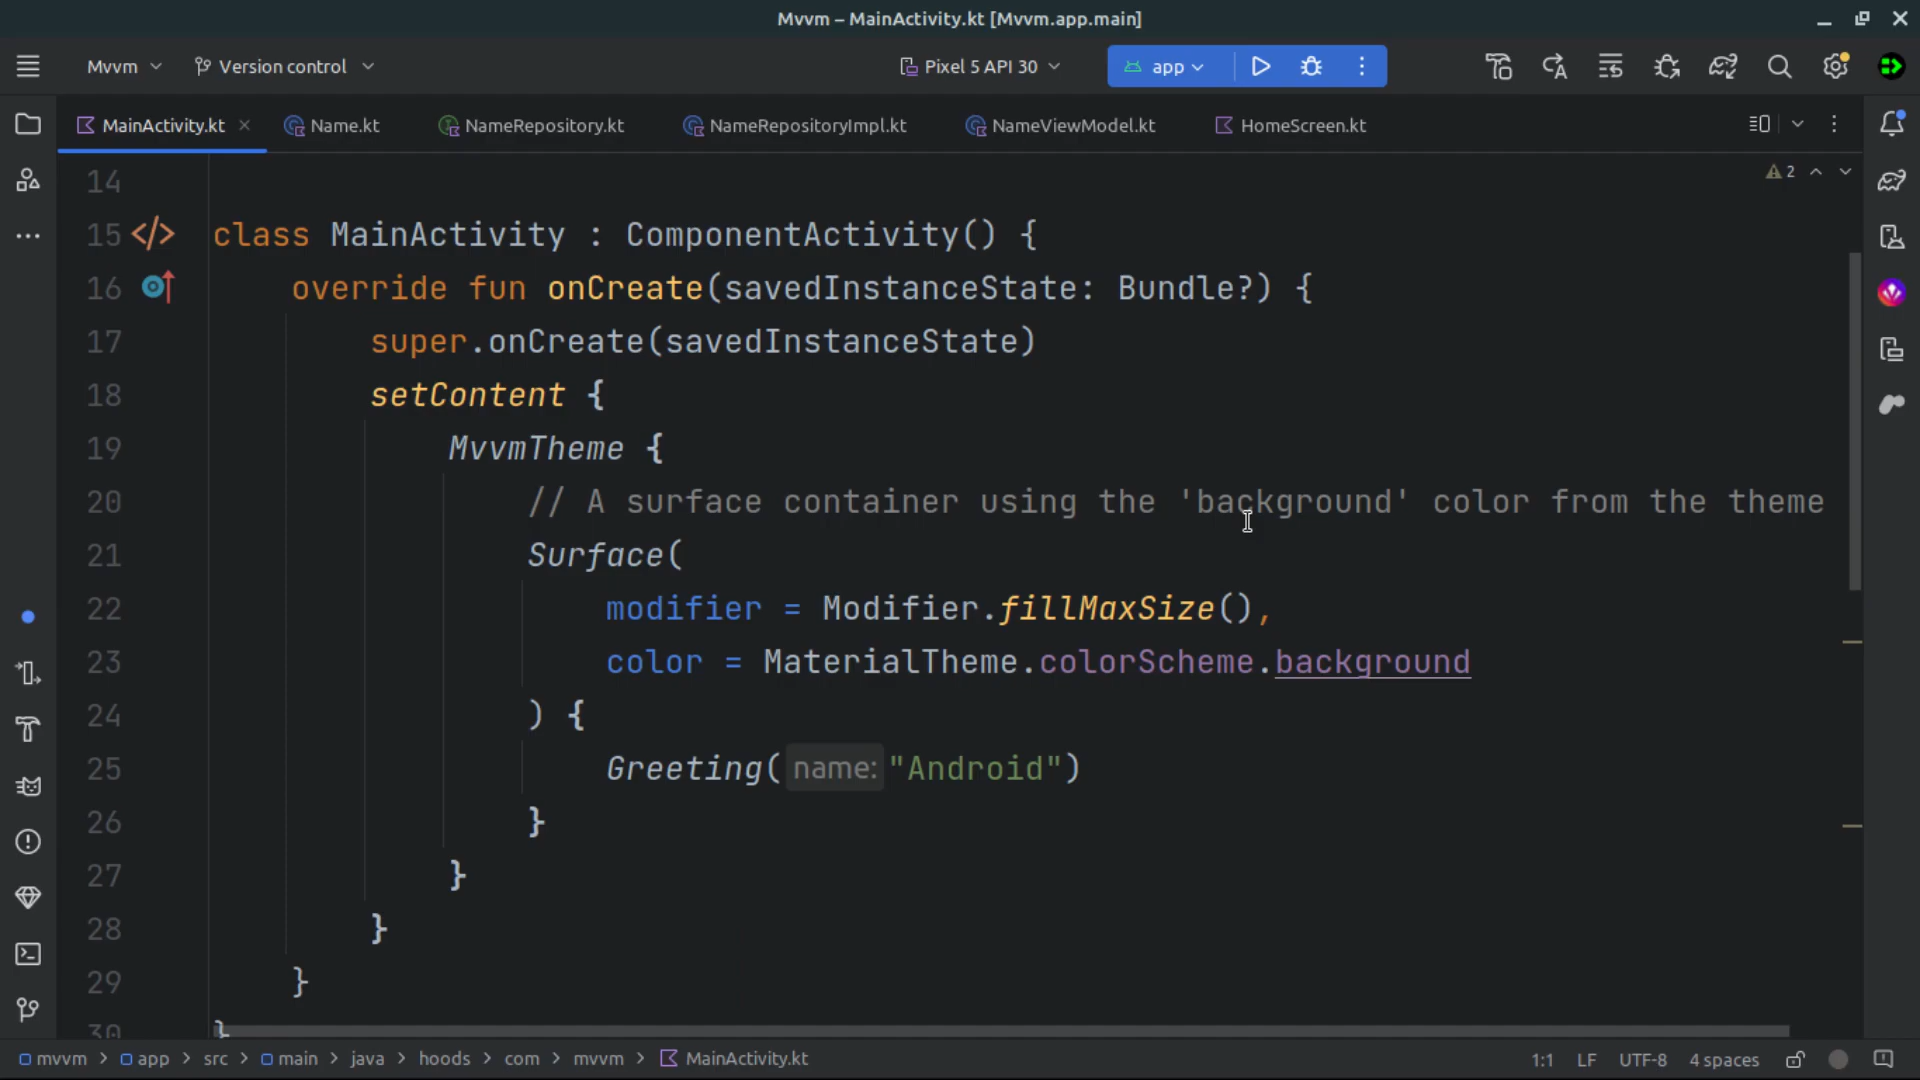 Mvvm – MainActivity.kt [Mvvm.app.main]
Mvvm Version control Pixel 5 API 30 app
MainActivity.kt Name.kt NameRepository.kt NameRepositoryImpl.kt NameViewModel.kt HomeScreen.kt
2
14
15 class MainActivity : ComponentActivity() {
16 override fun onCreate(savedInstanceState: Bundle?) {
17 super.onCreate(savedInstanceState)
18 setContent {
19 MvvmTheme {
20 // A surface container using the 'background' color from the theme
21 Surface(
22 modifier = Modifier.fillMaxSize(),
23 color = MaterialTheme.colorScheme.background
24 ) {
25 Greeting( name: "Android")
26 }
27 }
28 }
29 }
30 }
mvvm > app > src > main > java > hoods > com > mvvm > MainActivity.kt 1:1 LF UTF-8 4 spaces